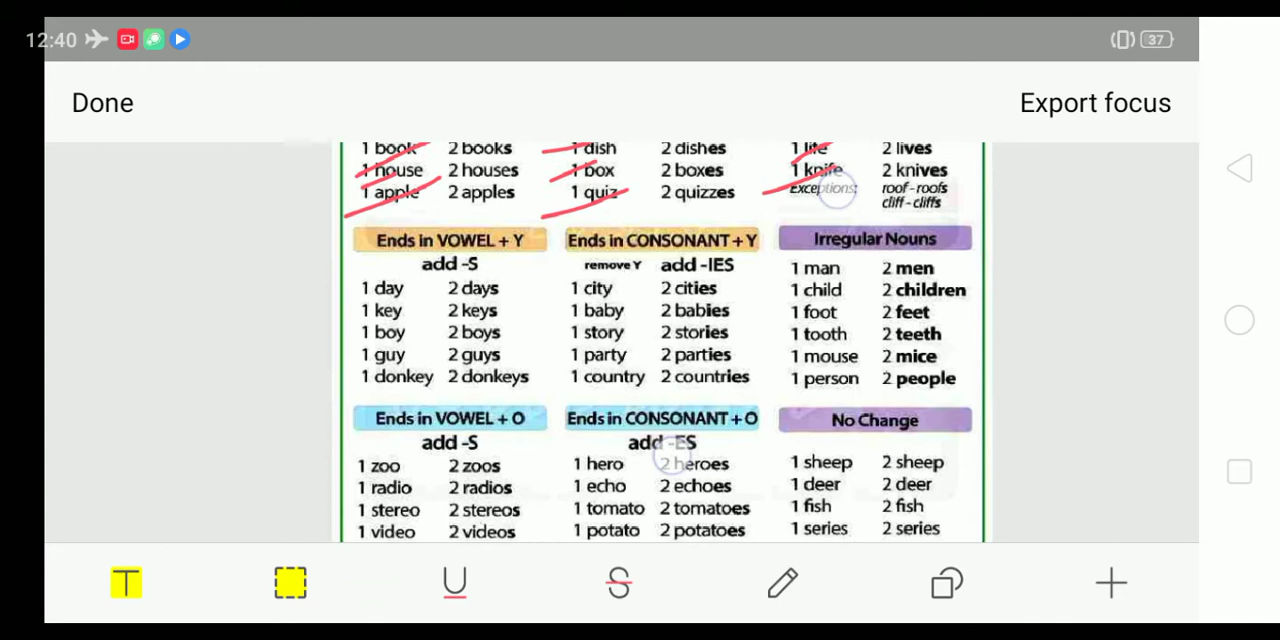 12:40
37
Done
Export focus
1 book 2 books
1 house 2 houses
1 apple 2 apples
1 dish 2 dishes
1 box 2 boxes
1 quiz 2 quizzes
1 life 2 lives
1 knife 2 knives
Exceptions: roof - roofs
cliff - cliffs
Ends in VOWEL + Y
add -S
1 day 2 days
1 key 2 keys
1 boy 2 boys
1 guy 2 guys
1 donkey 2 donkeys
Ends in CONSONANT + Y
remove Y add -IES
1 city 2 cities
1 baby 2 babies
1 story 2 stories
1 party 2 parties
1 country 2 countries
Irregular Nouns
1 man 2 men
1 child 2 children
1 foot 2 feet
1 tooth 2 teeth
1 mouse 2 mice
1 person 2 people
Ends in VOWEL + O
add -S
1 zoo 2 zoos
1 radio 2 radios
1 stereo 2 stereos
1 video 2 videos
Ends in CONSONANT + O
add -ES
1 hero 2 heroes
1 echo 2 echoes
1 tomato 2 tomatoes
1 potato 2 potatoes
No Change
1 sheep 2 sheep
1 deer 2 deer
1 fish 2 fish
1 series 2 series
T
U
S